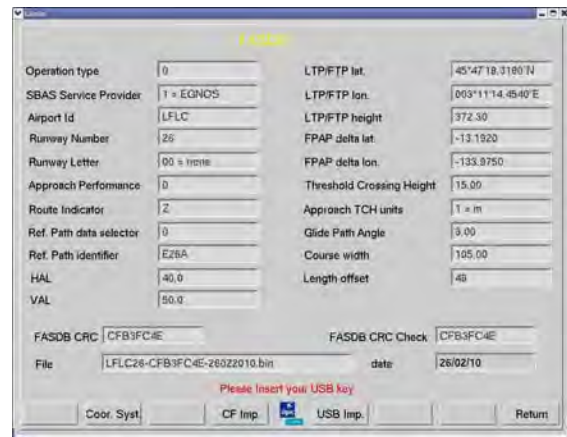 Operation type 0 LTP/FTP lat. 45°47'18.3180"N
SBAS Service Provider 1 = EGNOS LTP/FTP lon. 003°11'14.4540"E
Airport Id LFLC LTP/FTP height 372.30
Runway Number 26 FPAP delta lat. -13.1920
Runway Letter 00 = none FPAP delta lon. -133.9750
Approach Performance 0 Threshold Crossing Height 15.00
Route Indicator Z Approach TCH units 1 = m
Ref. Path data selector 0 Glide Path Angle 3.00
Ref. Path identifier E26A Course width 105.00
HAL 40.0 Length offset 48
VAL 50.0
FASDB CRC CFB3FC4E FASDB CRC Check CFB3FC4E
File LFLC26-CFB3FC4E-26022010.bin date 26/02/10
Please Insert your USB key
Coor. Syst. CF Imp. USB Imp. Return